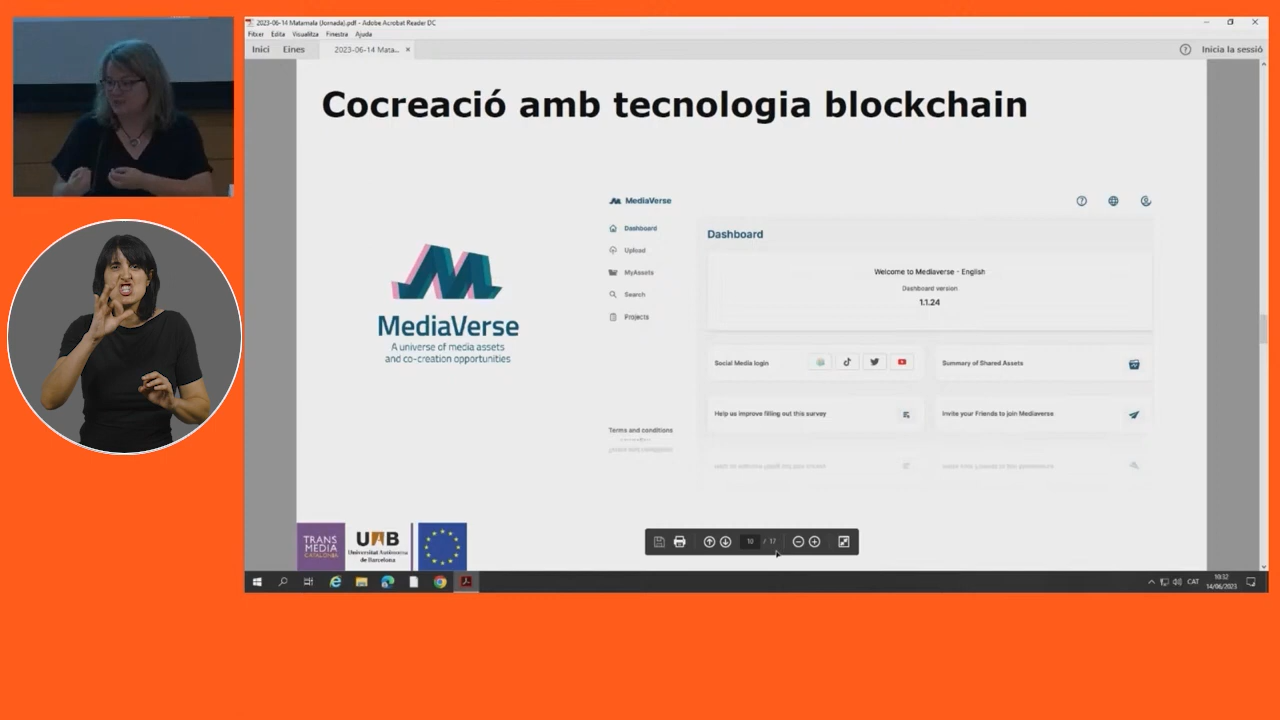 2023-06-14 Matamala (Jornada).pdf - Adobe Acrobat Reader DC
Fitxer Edita Visualitza Finestra Ajuda
Inici Eines 2023-06-14 Mata... × Inicia la sessió
Cocreació amb tecnologia blockchain
MediaVerse
A universe of media assets
and co-creation opportunities
MediaVerse
Dashboard
Upload
MyAssets
Search
Projects
Terms and conditions
Dashboard
Welcome to Mediaverse - English
Dashboard version
1.1.24
Social Media login
Summary of Shared Assets
Help us improve filling out this survey
Invite your Friends to join Mediaverse
TRANS
MEDIA
CATALONIA
UAB
Universitat Autònoma
de Barcelona
10 / 17
CAT
10:32
14/06/2023